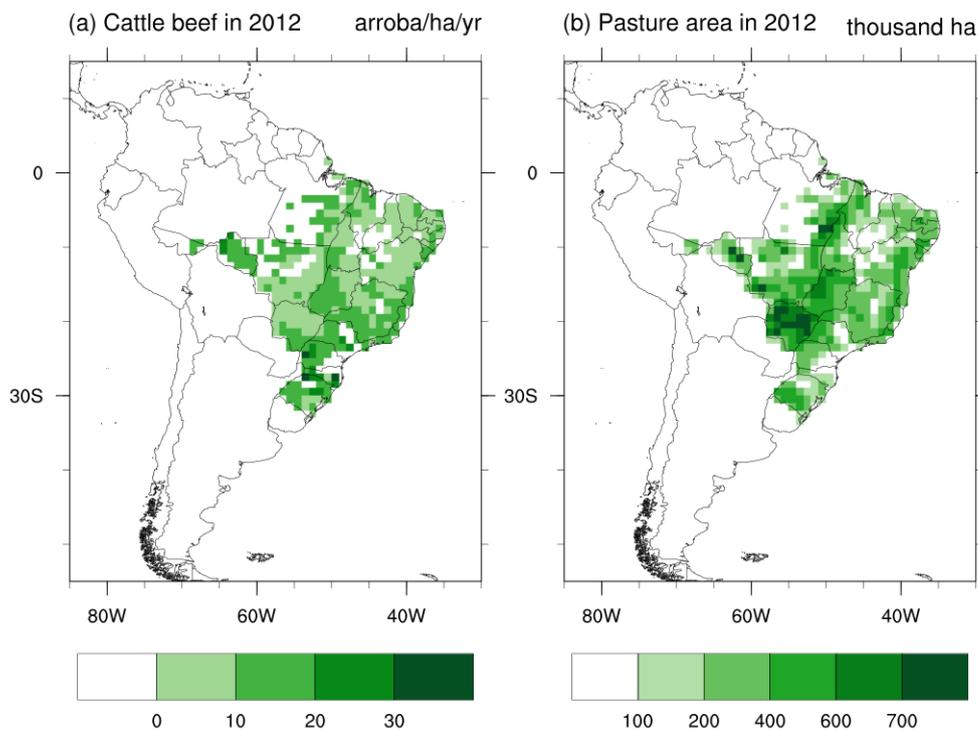 (a) Cattle beef in 2012 arroba/ha/yr
0
30S
80W 60W 40W
0 10 20 30
(b) Pasture area in 2012 thousand ha
0
30S
80W 60W 40W
100 200 400 600 700